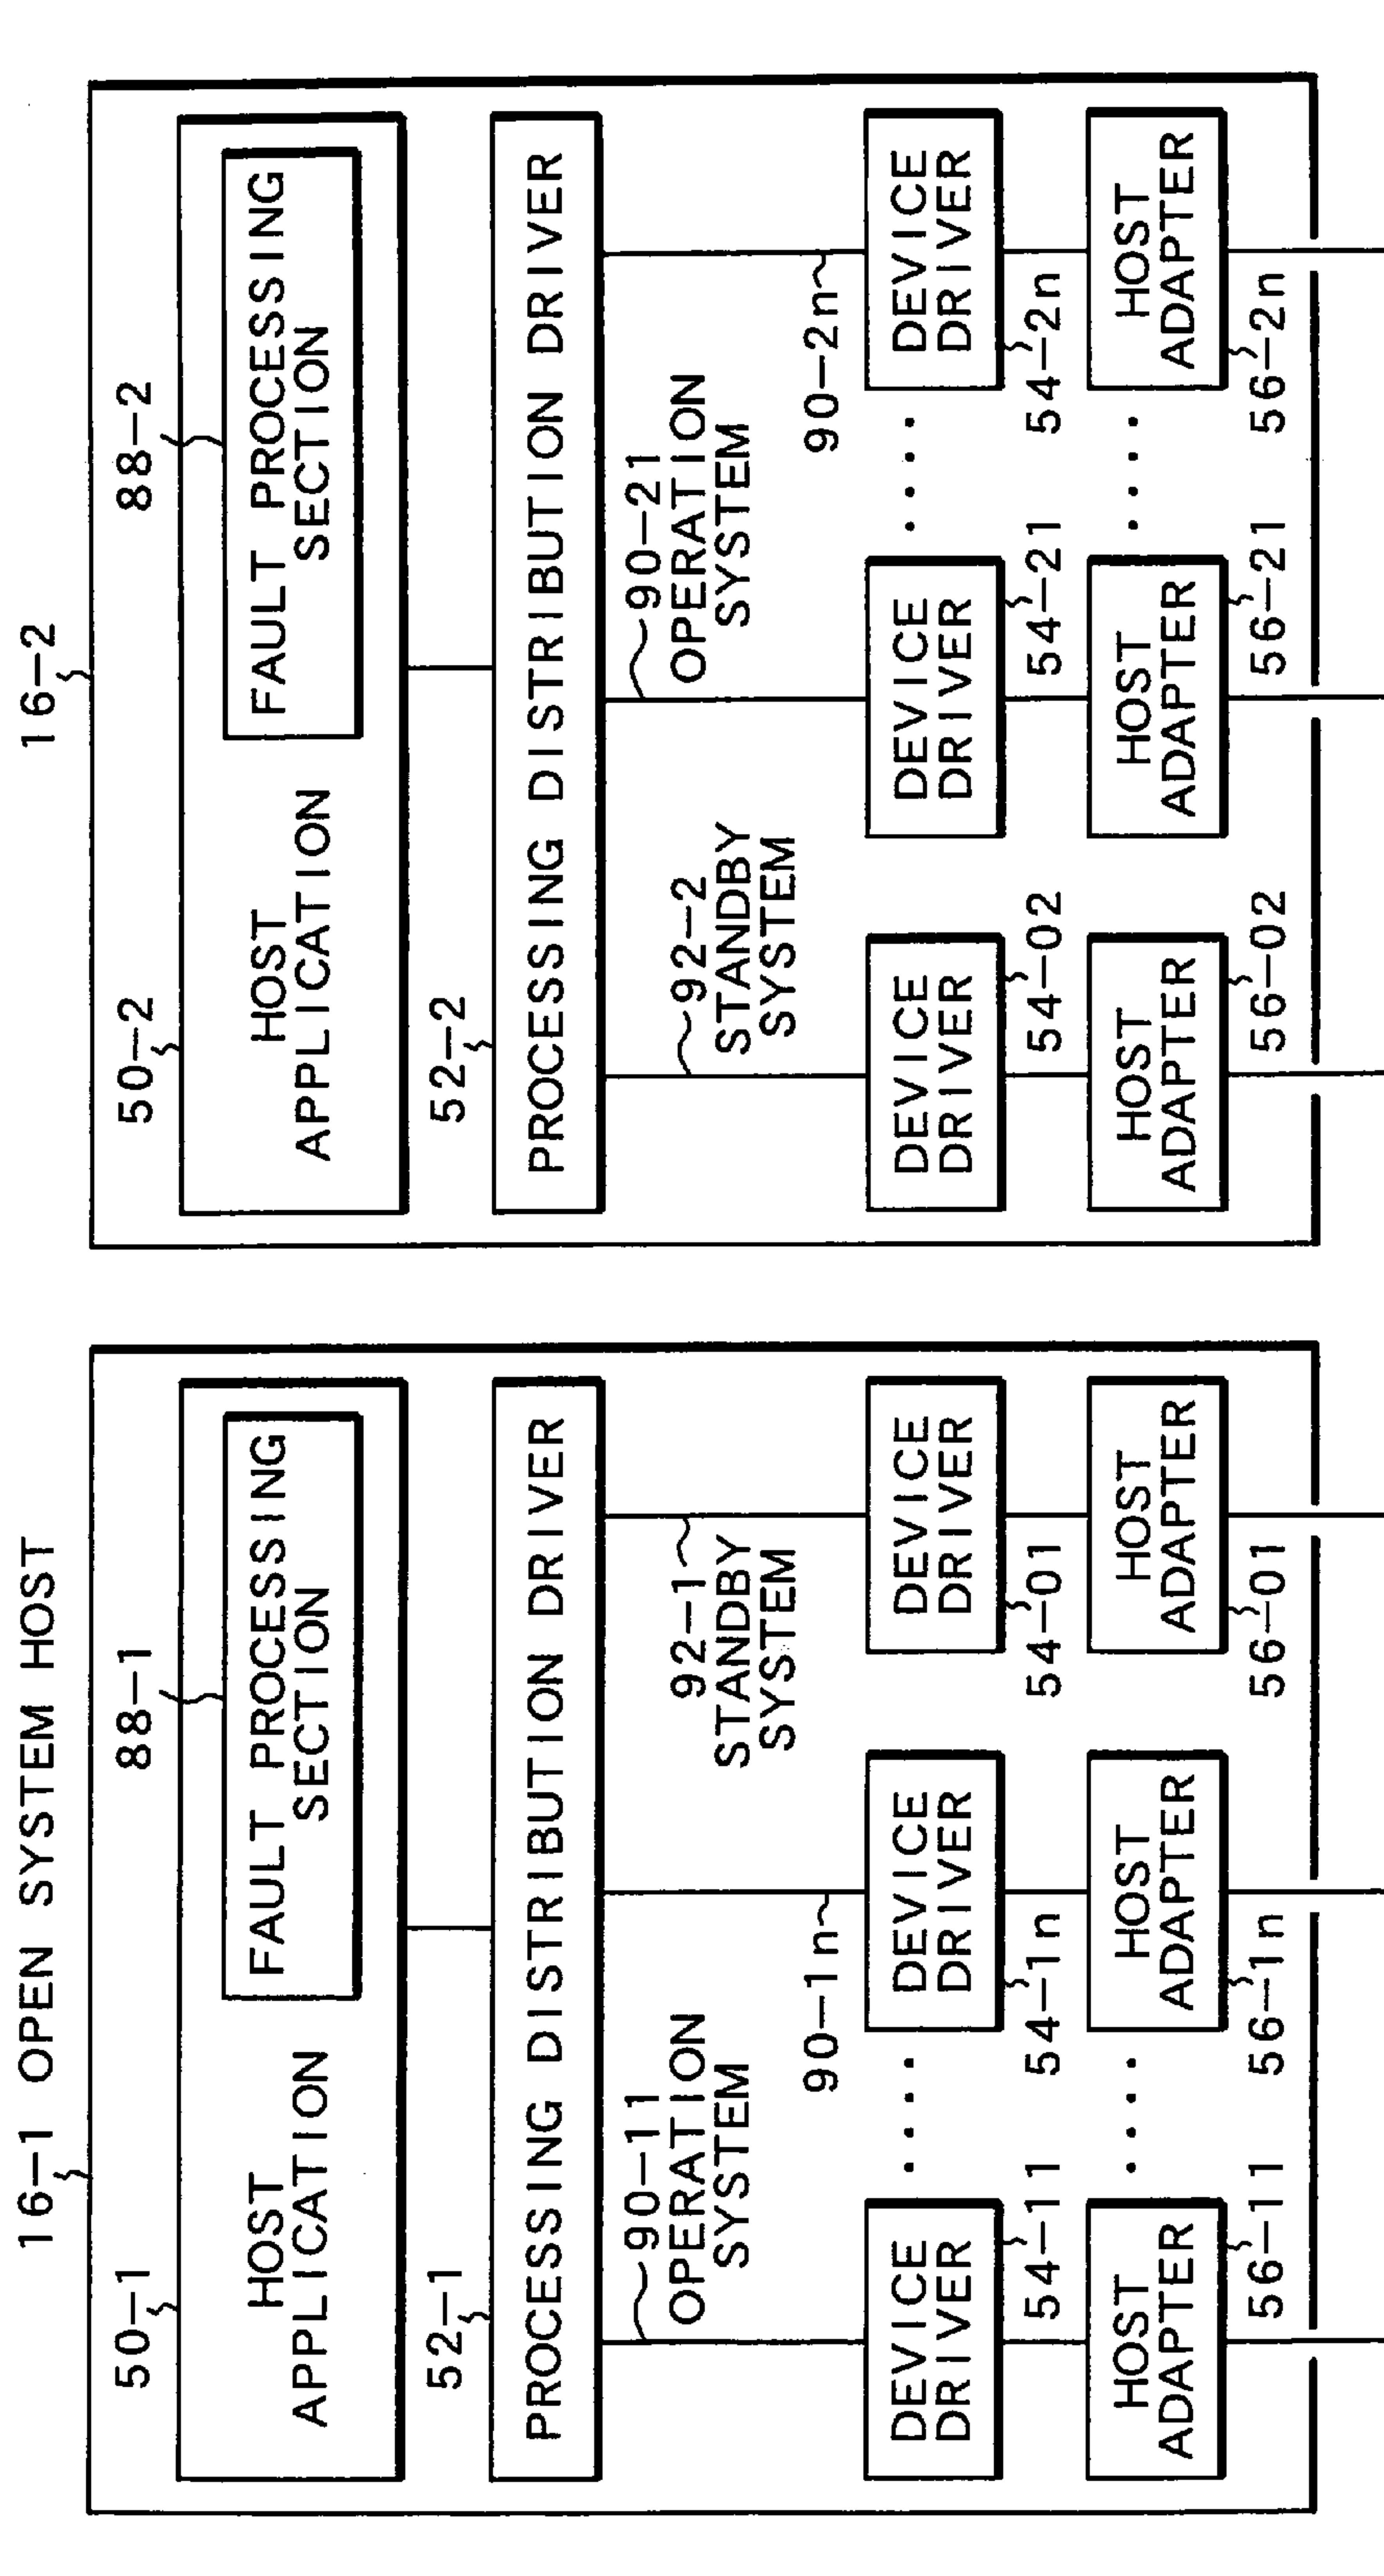 16-1 OPEN SYSTEM HOST
50-1
88-1
HOST
APPLICATION
FAULT PROCESSING
SECTION
52-1
PROCESSING DISTRIBUTION DRIVER
90-11
OPERATION
SYSTEM
92-1
STANDBY
SYSTEM
90-1n
DEVICE
DRIVER
DEVICE
DRIVER
DEVICE
DRIVER
54-11
54-1n
54-01
HOST
ADAPTER
HOST
ADAPTER
HOST
ADAPTER
56-11
56-1n
56-01
16-2
50-2
88-2
HOST
APPLICATION
FAULT PROCESSING
SECTION
52-2
PROCESSING DISTRIBUTION DRIVER
92-2
STANDBY
SYSTEM
90-21
OPERATION
SYSTEM
90-2n
DEVICE
DRIVER
DEVICE
DRIVER
DEVICE
DRIVER
54-02
54-21
54-2n
HOST
ADAPTER
HOST
ADAPTER
HOST
ADAPTER
56-02
56-21
56-2n